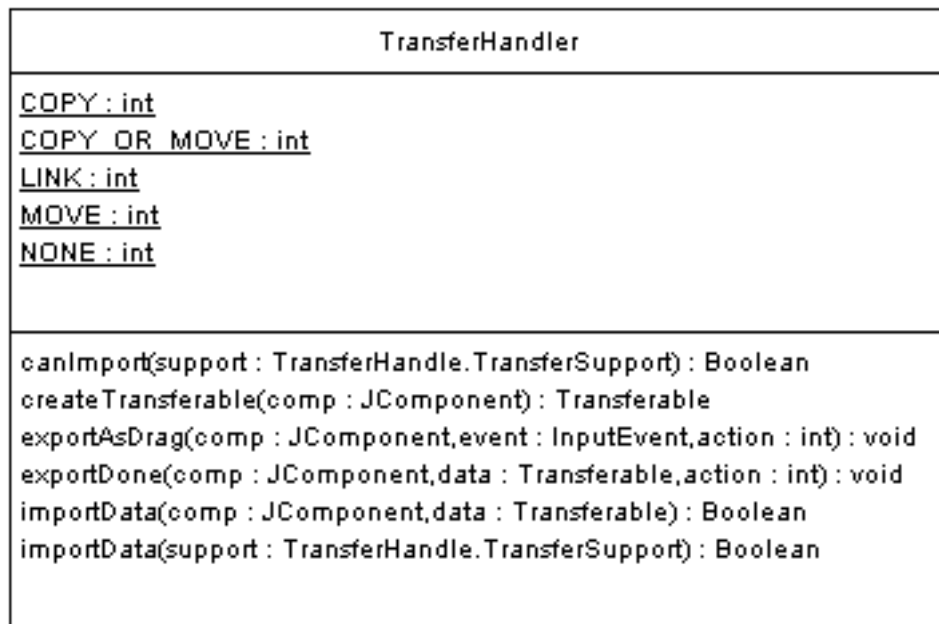 TransferHandler
COPY : int
COPY_OR_MOVE : int
LINK : int
MOVE : int
NONE : int
canImport(support : TransferHandle.TransferSupport) : Boolean
createTransferable(comp : JComponent) : Transferable
exportAsDrag(comp : JComponent,event : InputEvent,action : int) : void
exportDone(comp : JComponent,data : Transferable,action : int) : void
importData(comp : JComponent,data : Transferable) : Boolean
importData(support : TransferHandle.TransferSupport) : Boolean